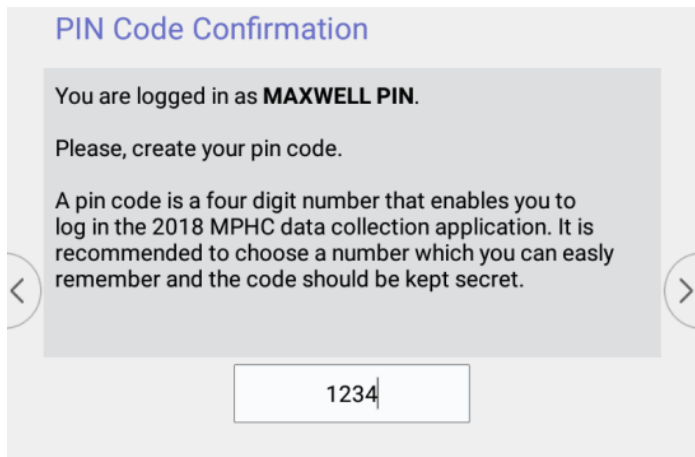 PIN Code Confirmation
You are logged in as MAXWELL PIN.
Please, create your pin code.
A pin code is a four digit number that enables you to
log in the 2018 MPHC data collection application. It is
recommended to choose a number which you can easly
remember and the code should be kept secret.
1234